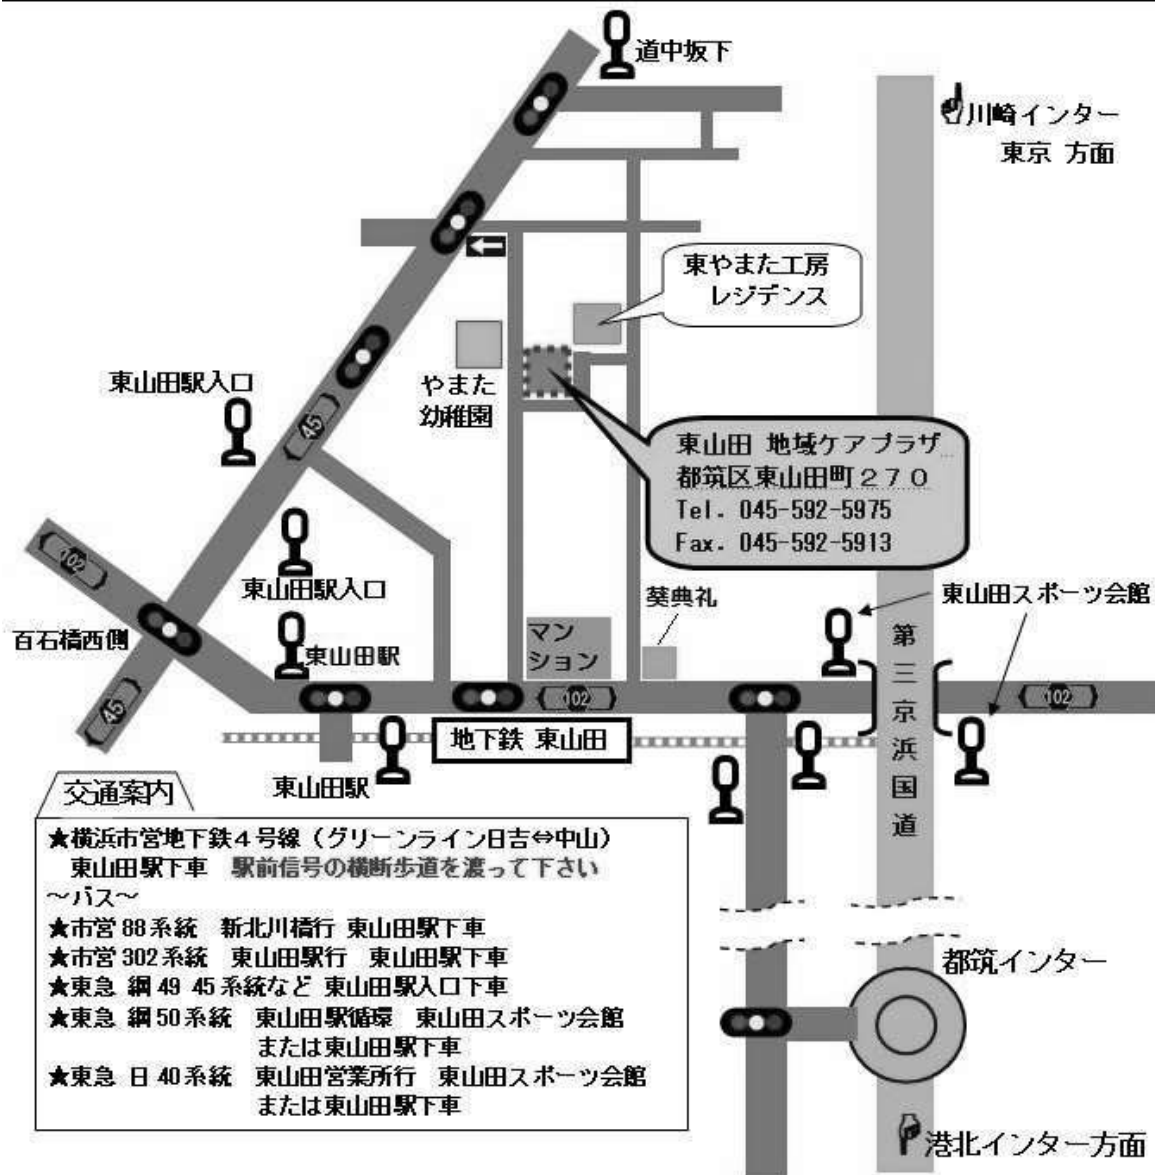 道中坂下
川崎インター
東京 方面
東やまた工房
レジデンス
東山田駅入口
やまた
幼稚園
45
東山田 地域ケアプラザ
都筑区東山田町２７０
Tel. 045-592-5975
Fax. 045-592-5913
102
東山田駅入口
葵典礼
東山田スポーツ会館
百石橋西側
東山田駅
マン
ション
第三京浜国道
45
102
102
地下鉄 東山田
東山田駅
交通案内
★横浜市営地下鉄４号線（グリーンライン日吉⇔中山）
東山田駅下車 駅前信号の横断歩道を渡って下さい
～バス～
★市営 88 系統 新北川橋行 東山田駅下車
★市営 302 系統 東山田駅行 東山田駅下車
★東急 綱 49 45 系統など 東山田駅入口下車
★東急 綱 50 系統 東山田駅循環 東山田スポーツ会館
または東山田駅下車
★東急 日 40 系統 東山田営業所行 東山田スポーツ会館
または東山田駅下車
都筑インター
港北インター方面